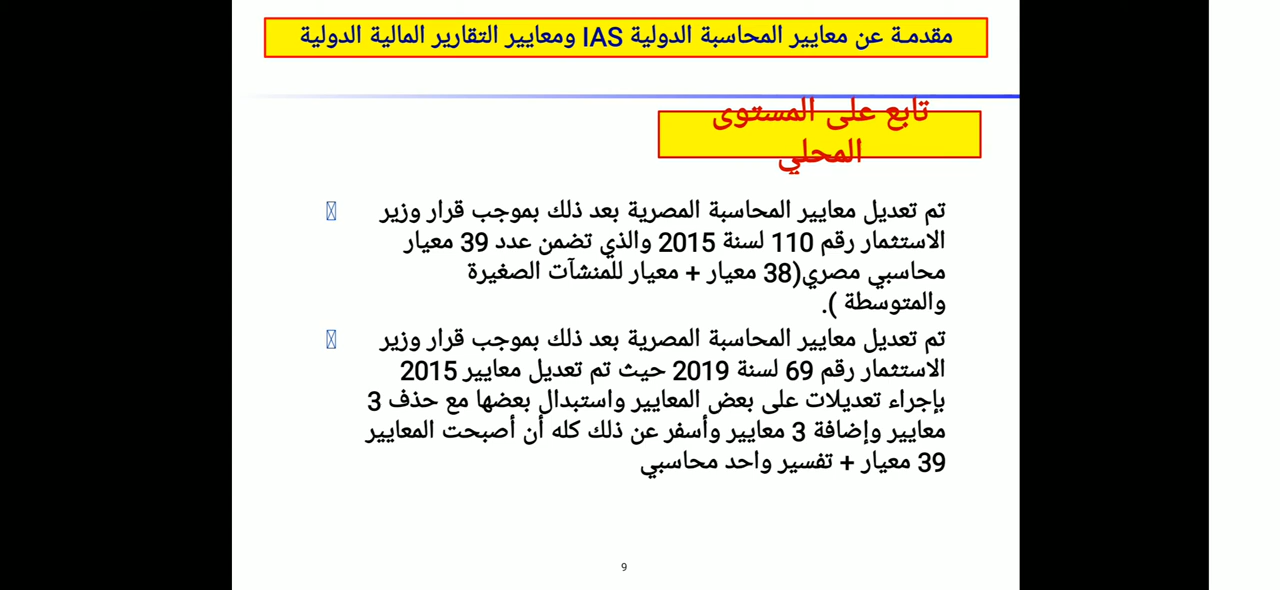 مقدمـة عن معايير المحاسبة الدولية IAS ومعايير التقارير المالية الدولية
تابع على المستوى
المحلي
تم تعديل معايير المحاسبة المصرية بعد ذلك بموجب قرار وزير
الاستثمار رقم 110 لسنة 2015 والذي تضمن عدد 39 معيار
محاسبي مصري(38 معيار + معيار للمنشآت الصغيرة
والمتوسطة ).
تم تعديل معايير المحاسبة المصرية بعد ذلك بموجب قرار وزير
الاستثمار رقم 69 لسنة 2019 حيث تم تعديل معايير 2015
بإجراء تعديلات على بعض المعايير واستبدال بعضها مع حذف 3
معايير وإضافة 3 معايير وأسفر عن ذلك كله أن أصبحت المعايير
39 معيار + تفسير واحد محاسبي
9